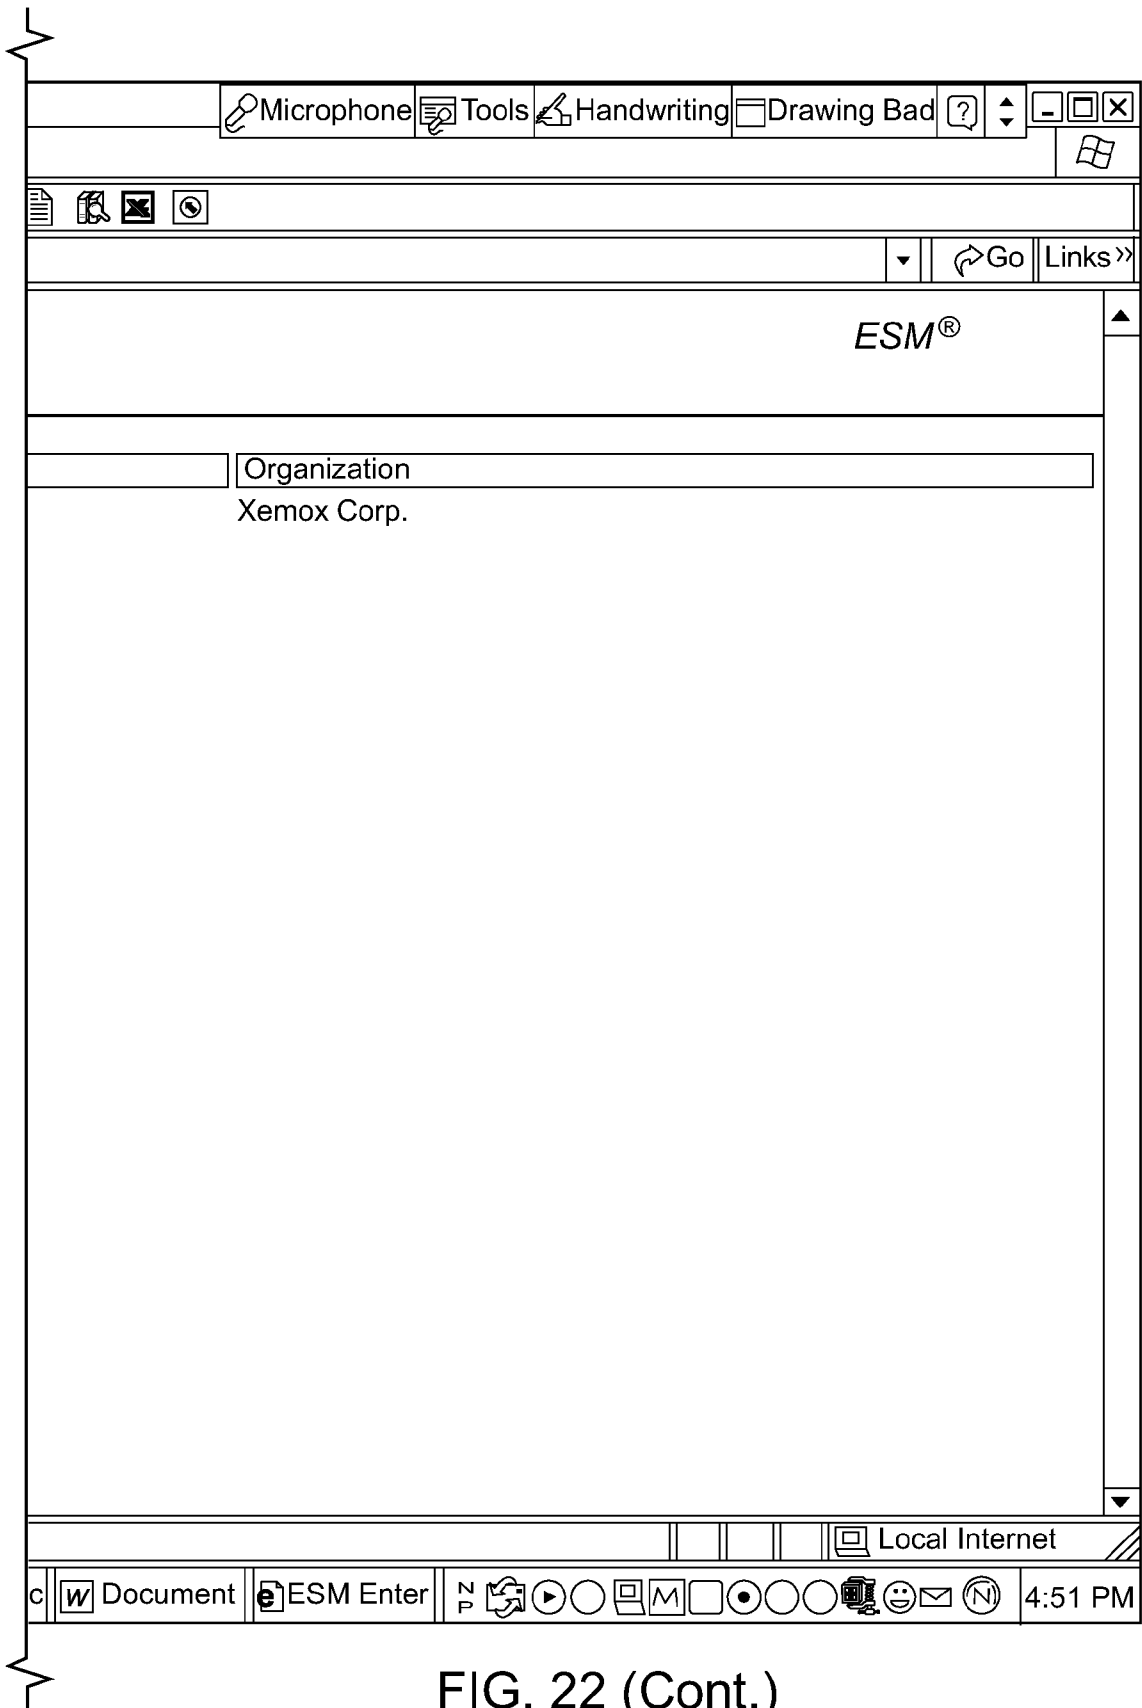 Microphone Tools Handwriting Drawing Bad ?
Go Links »
ESM®
Organization
Xemox Corp.
Local Internet
c W Document e ESM Enter N P M N 4:51 PM
FIG. 22 (Cont.)